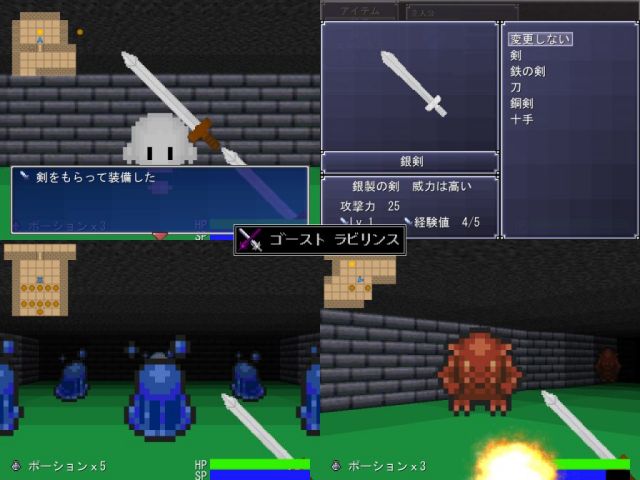 剣をもらって装備した
ポーションx3
HP
SP
アイテム
変更しない
剣
鉄の剣
刀
銅剣
十手
銀剣
銀製の剣 威力は高い
攻撃力 25
Lv 1 経験値 4/5
ゴースト ラビリンス
ポーションx5
HP
SP
ポーションx3